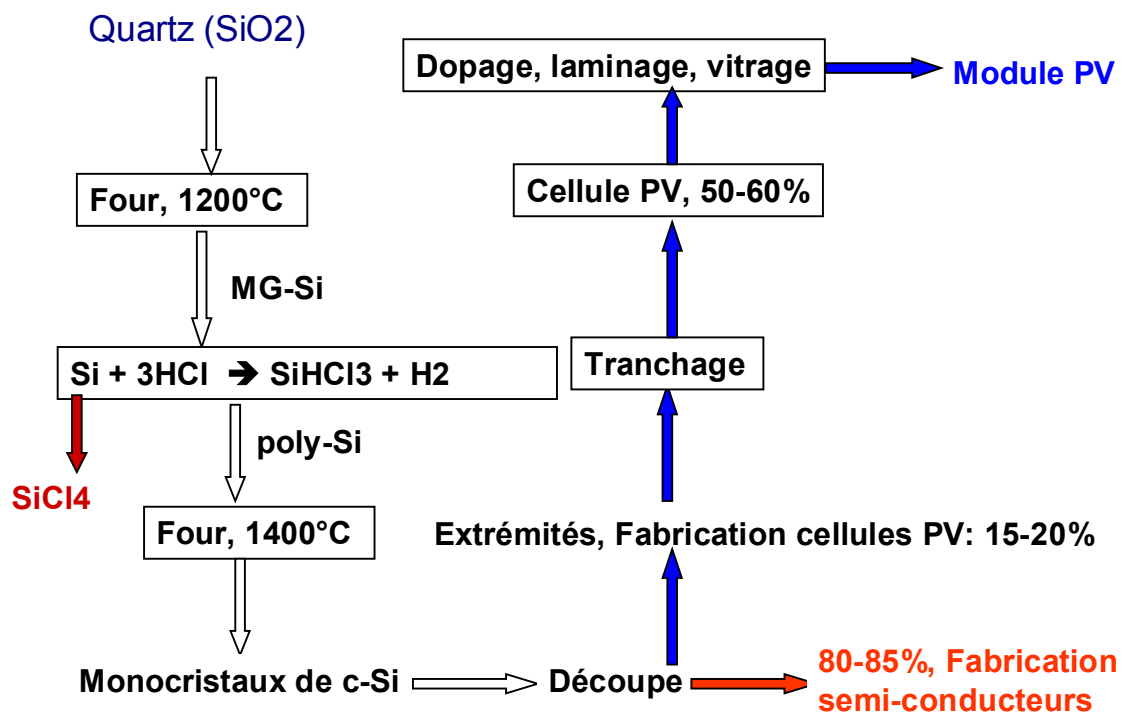 Quartz (SiO2)
Four, 1200°C
MG-Si
Si + 3HCl ➔ SiHCl3 + H2
SiCl4
poly-Si
Four, 1400°C
Monocristaux de c-Si
Découpe
80-85%, Fabrication
semi-conducteurs
Extrémités, Fabrication cellules PV: 15-20%
Tranchage
Cellule PV, 50-60%
Dopage, laminage, vitrage
Module PV